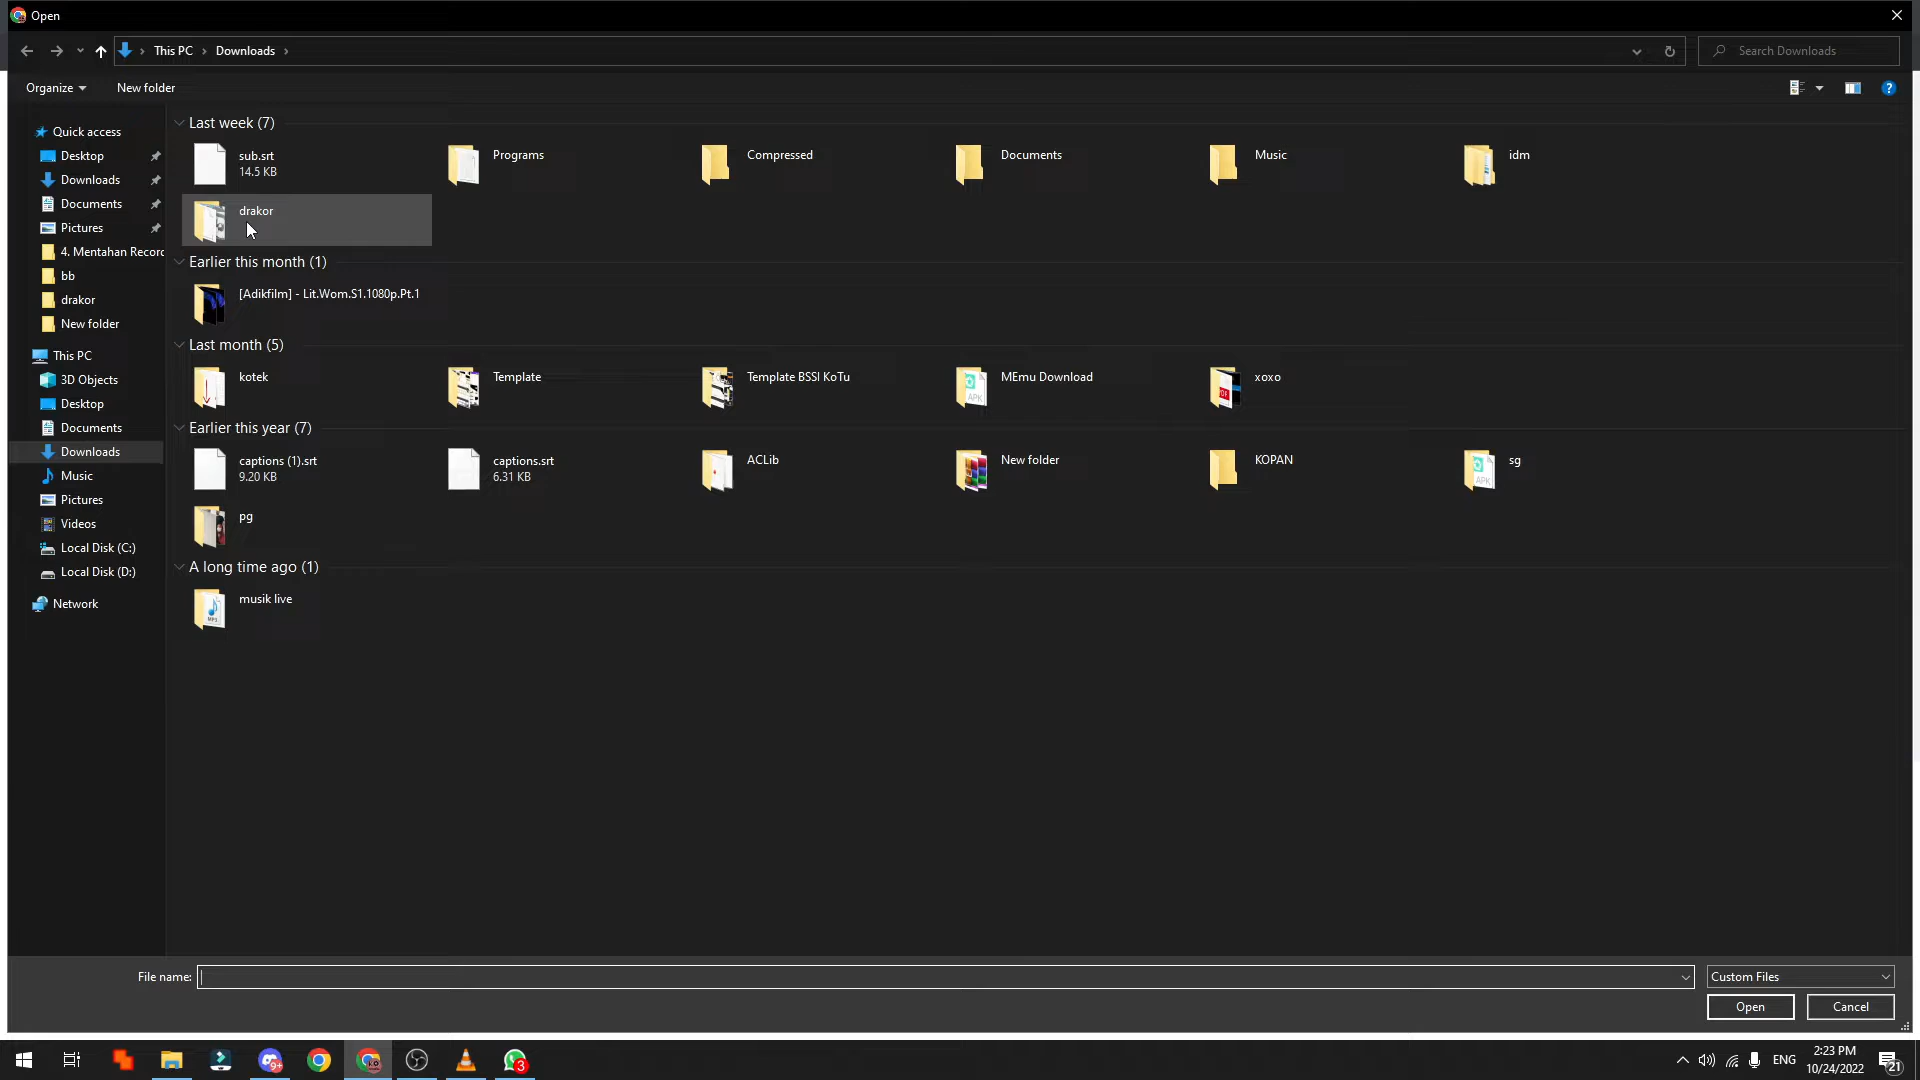 Open
This PC
Downloads
Search Downloads
Organize
New folder
Quick access
Desktop
Downloads
Documents
Pictures
4. Mentahan Recorc
bb
drakor
New folder
This PC
3D Objects
Desktop
Documents
Downloads
Music
Pictures
Videos
Local Disk (C:)
Local Disk (D:)
Network
Last week (7)
sub.srt
14.5 KB
Programs
Compressed
Documents
Music
idm
drakor
Earlier this month (1)
[Adikfilm] - Lit.Wom.S1.1080p.Pt.1
Last month (5)
kotek
Template
Template BSSI KoTu
MEmu Download
xoxo
Earlier this year (7)
captions (1).srt
9.20 KB
captions.srt
6.31 KB
ACLib
New folder
KOPAN
sg
pg
A long time ago (1)
musik live
File name:
Custom Files
Open
Cancel
9+
3
ENG
2:23 PM
10/24/2022
21